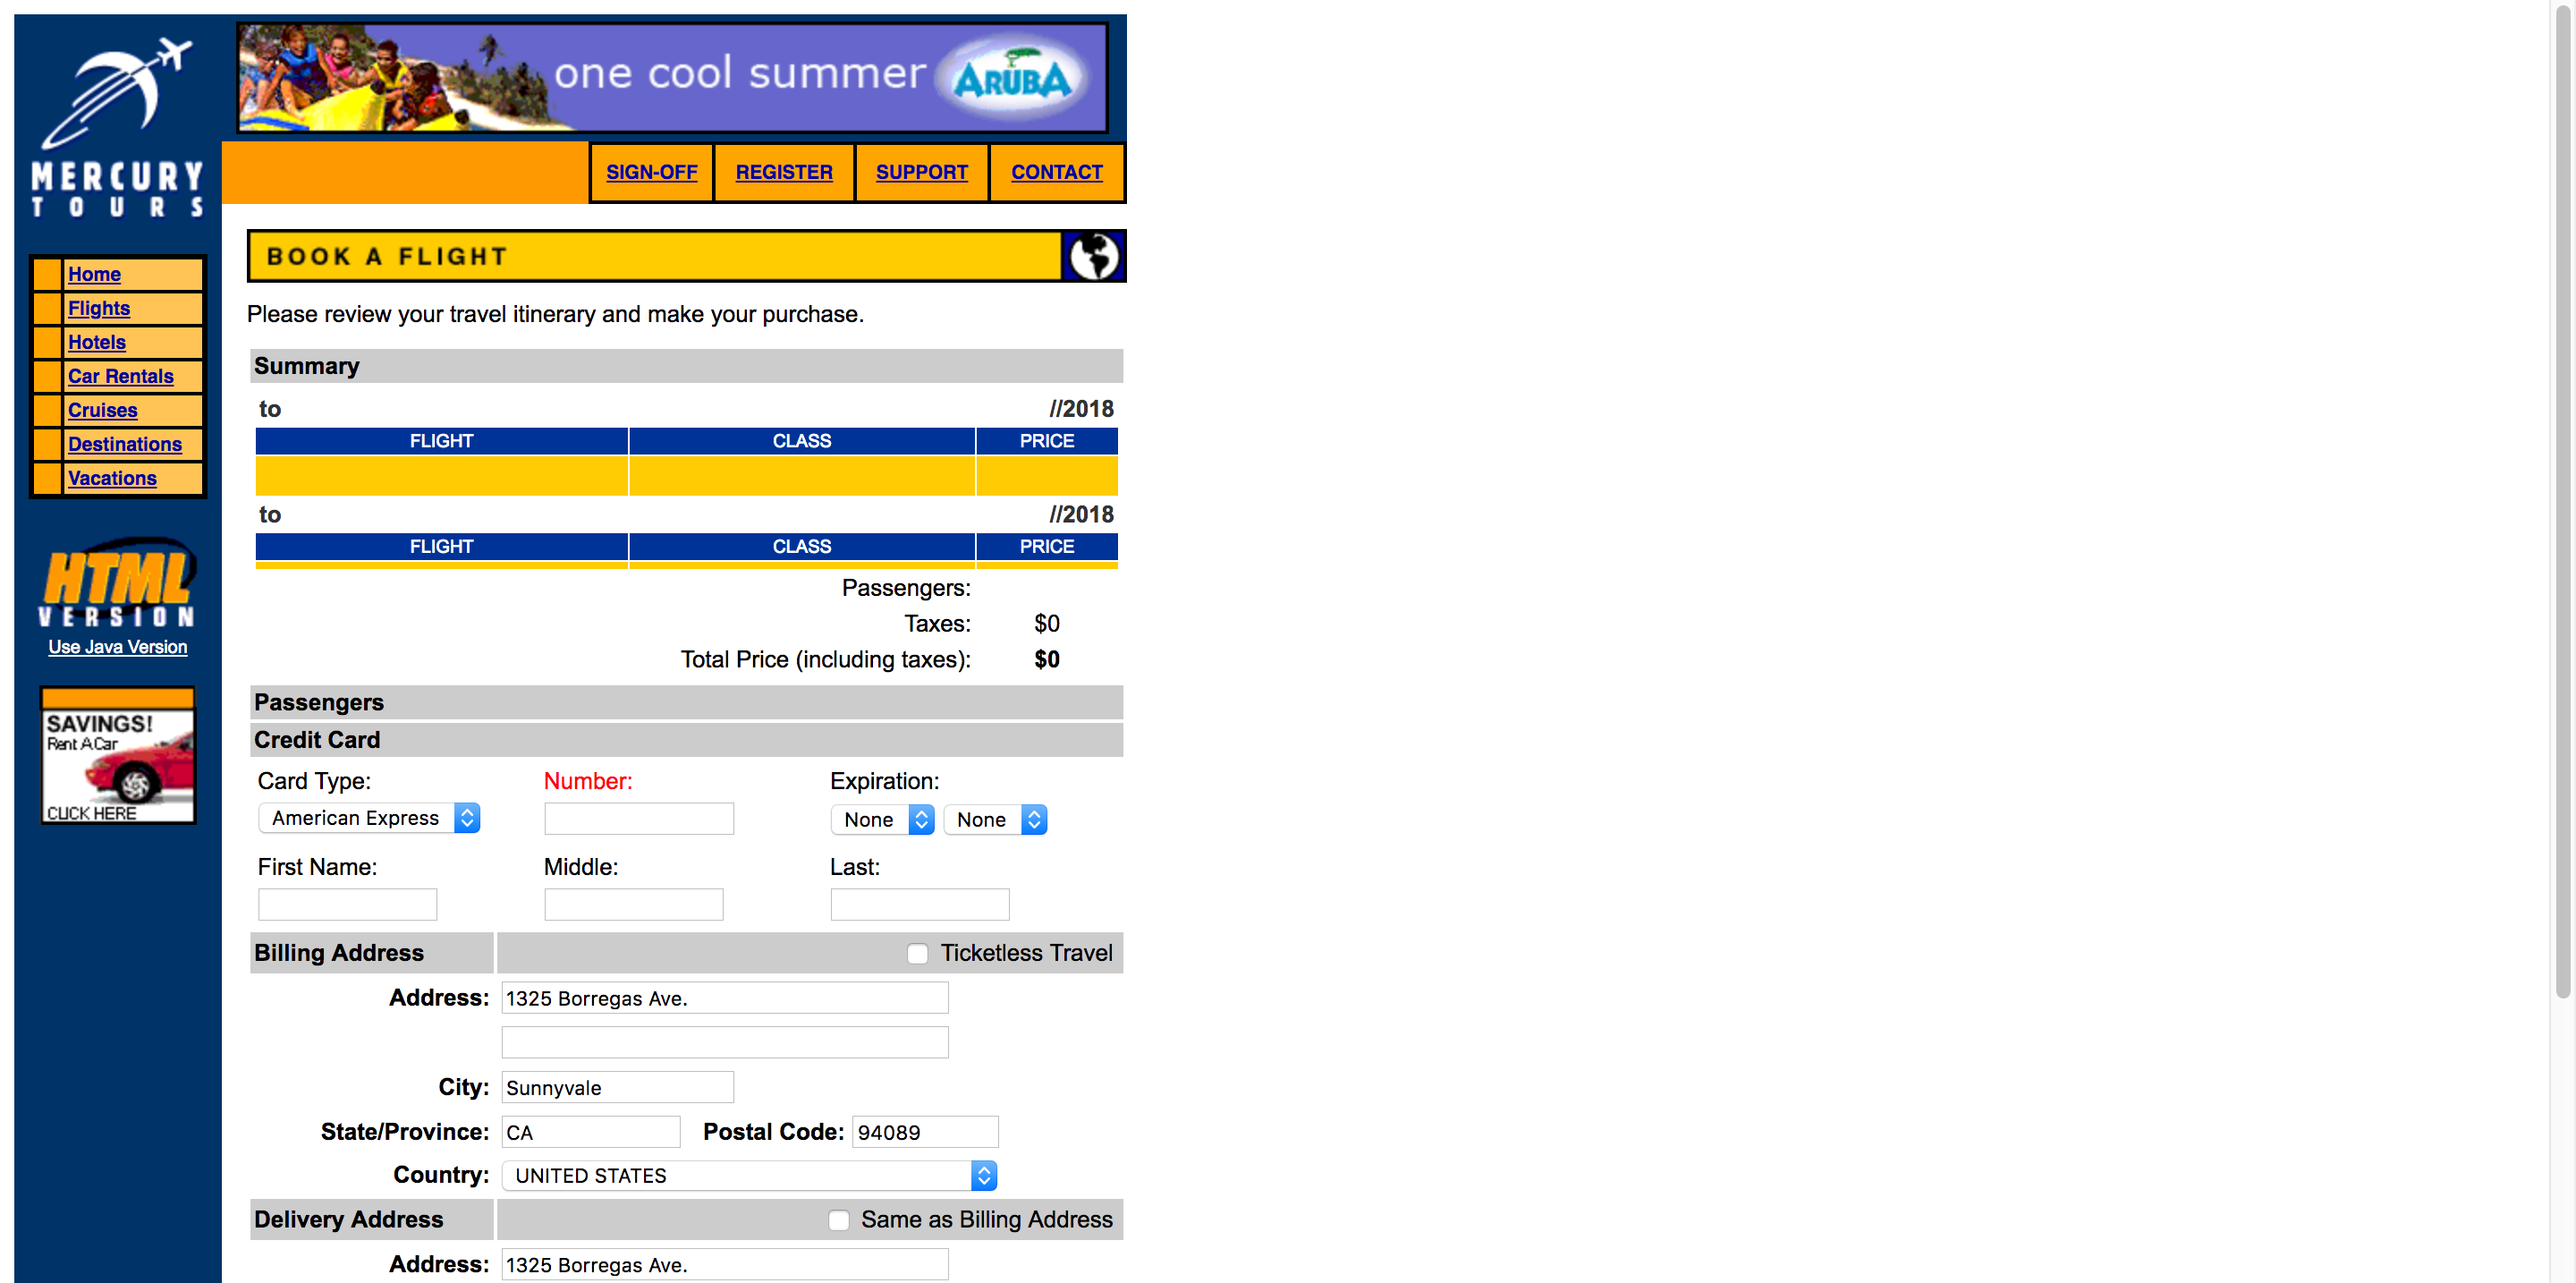 one cool summer ARUBA
MERCURY
TOURS
SIGN-OFF REGISTER SUPPORT CONTACT
BOOK A FLIGHT
Home
Flights
Hotels
Car Rentals
Cruises
Destinations
Vacations
HTML
VERSION
Use Java Version
SAVINGS!
Rent A Car
CLICK HERE
Please review your travel itinerary and make your purchase.
Summary
to //2018
FLIGHT CLASS PRICE
to //2018
FLIGHT CLASS PRICE
Passengers:
Taxes: $0
Total Price (including taxes): $0
Passengers
Credit Card
Card Type: Number: Expiration:
American Express None None
First Name: Middle: Last:
Billing Address Ticketless Travel
Address: 1325 Borregas Ave.
City: Sunnyvale
State/Province: CA Postal Code: 94089
Country: UNITED STATES
Delivery Address Same as Billing Address
Address: 1325 Borregas Ave.